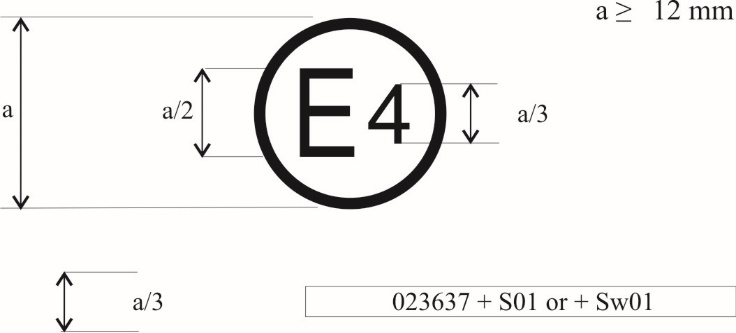 a ≥ 12 mm
a
a/2
E4
a/3
a/3
023637 + S01 or + Sw01